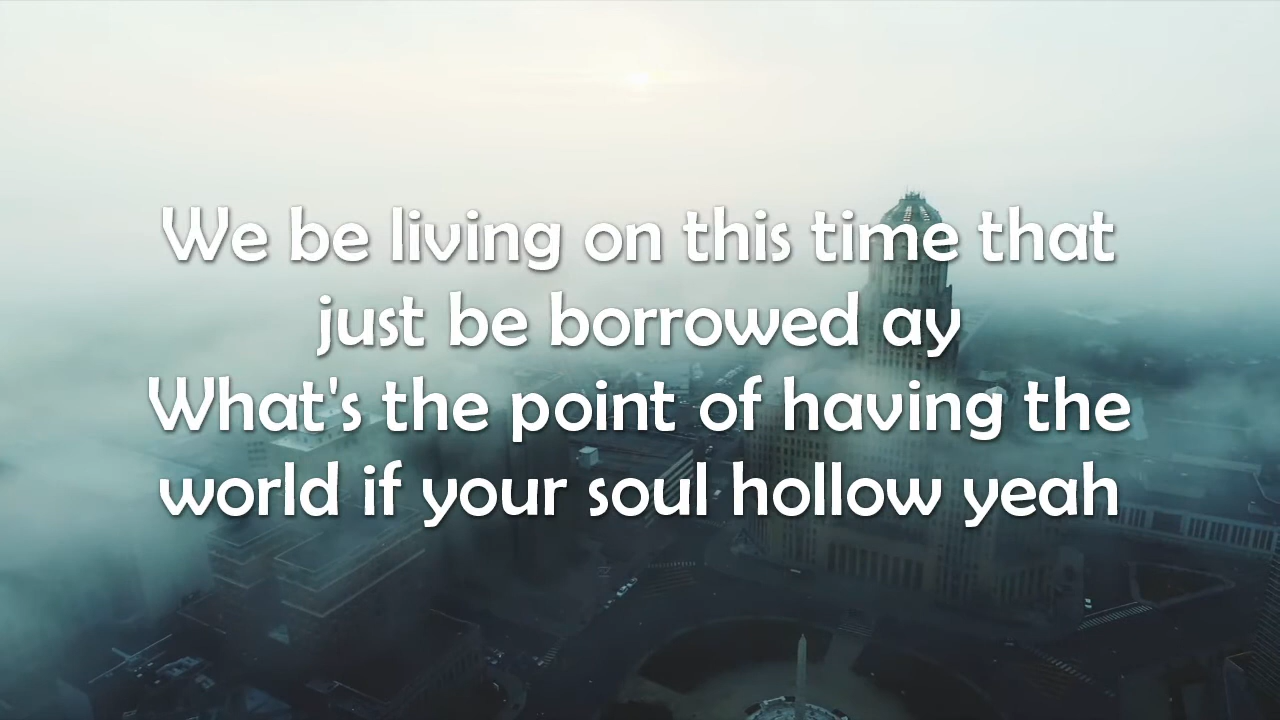 We be living on this time that
just be borrowed ay
What's the point of having the
world if your soul hollow yeah